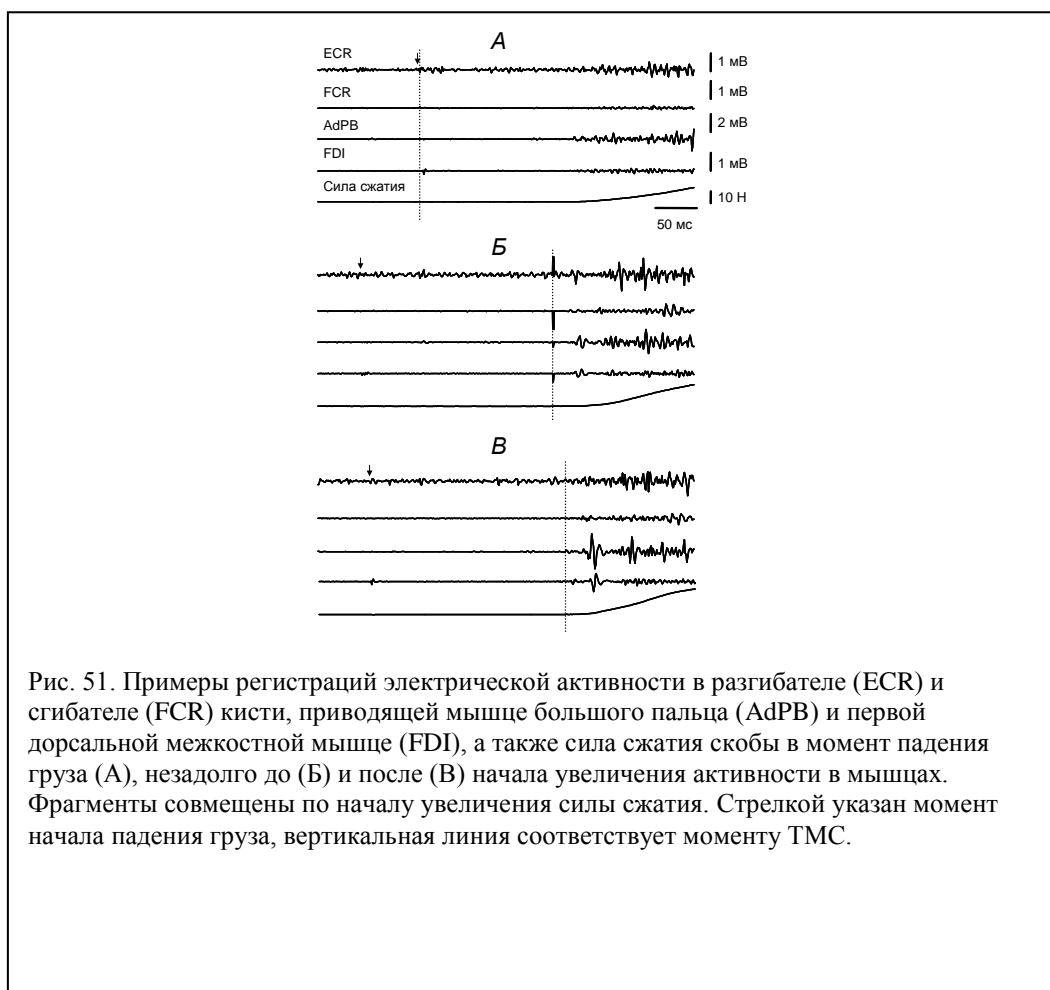 А
ECR
1 мВ
FCR
1 мВ
AdPB
2 мВ
FDI
1 мВ
Сила сжатия
10 Н
50 мс
Б
В
Рис. 51. Примеры регистраций электрической активности в разгибателе (ECR) и
сгибателе (FCR) кисти, приводящей мышце большого пальца (AdPB) и первой
дорсальной межкостной мышце (FDI), а также сила сжатия скобы в момент падения
груза (А), незадолго до (Б) и после (В) начала увеличения активности в мышцах.
Фрагменты совмещены по началу увеличения силы сжатия. Стрелкой указан момент
начала падения груза, вертикальная линия соответствует моменту ТМС.